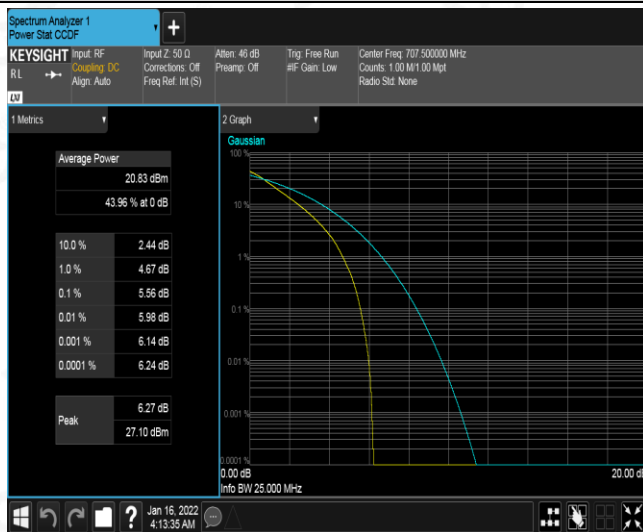 Spectrum Analyzer 1
Power Stat CCDF
KEYSIGHT
RL
LXI
Input: RF
Coupling: DC
Align: Auto
Input Z: 50 Ω
Corrections: Off
Freq Ref: Int (S)
Atten: 46 dB
Preamp: Off
Trig: Free Run
#IF Gain: Low
Center Freq: 707.500000 MHz
Counts: 1.00 M/1.00 Mpt
Radio Std: None
1 Metrics
Average Power
20.83 dBm
43.96 % at 0 dB
10.0 % 2.44 dB
1.0 % 4.67 dB
0.1 % 5.56 dB
0.01 % 5.98 dB
0.001 % 6.14 dB
0.0001 % 6.24 dB
Peak
6.27 dB
27.10 dBm
2 Graph
Gaussian
100 %
10 %
1 %
0.1 %
0.01 %
0.001 %
0.0001 %
0.00 dB
20.00 d
Info BW 25.000 MHz
?
Jan 16, 2022
4:13:35 AM